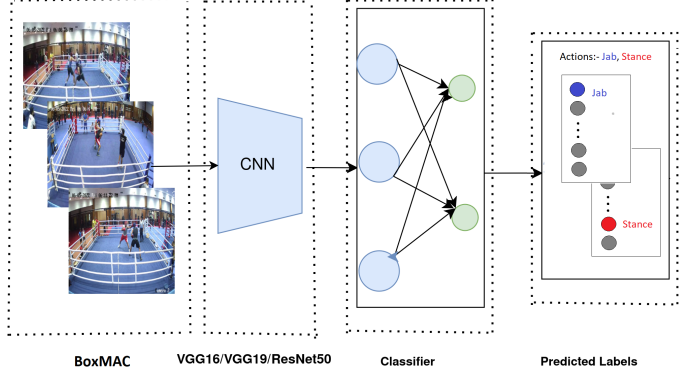 Actions:- Jab, Stance
Jab
CNN
Stance
BoxMAC
VGG16/VGG19/ResNet50
Classifier
Predicted Labels